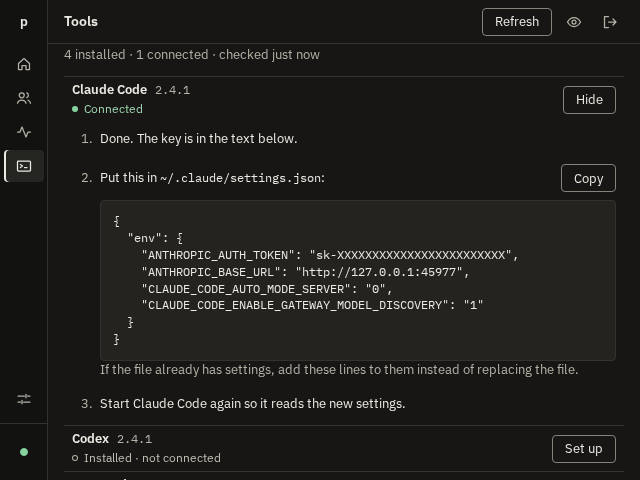 p
Tools
Refresh
4 installed · 1 connected · checked just now
Claude Code 2.4.1
Connected
Hide
1. Done. The key is in the text below.
2. Put this in ~/.claude/settings.json:
Copy
{
"env": {
"ANTHROPIC_AUTH_TOKEN": "sk-XXXXXXXXXXXXXXXXXXXXXXXX",
"ANTHROPIC_BASE_URL": "http://127.0.0.1:45977",
"CLAUDE_CODE_AUTO_MODE_SERVER": "0",
"CLAUDE_CODE_ENABLE_GATEWAY_MODEL_DISCOVERY": "1"
}
}
If the file already has settings, add these lines to them instead of replacing the file.
3. Start Claude Code again so it reads the new settings.
Codex 2.4.1
Installed · not connected
Set up